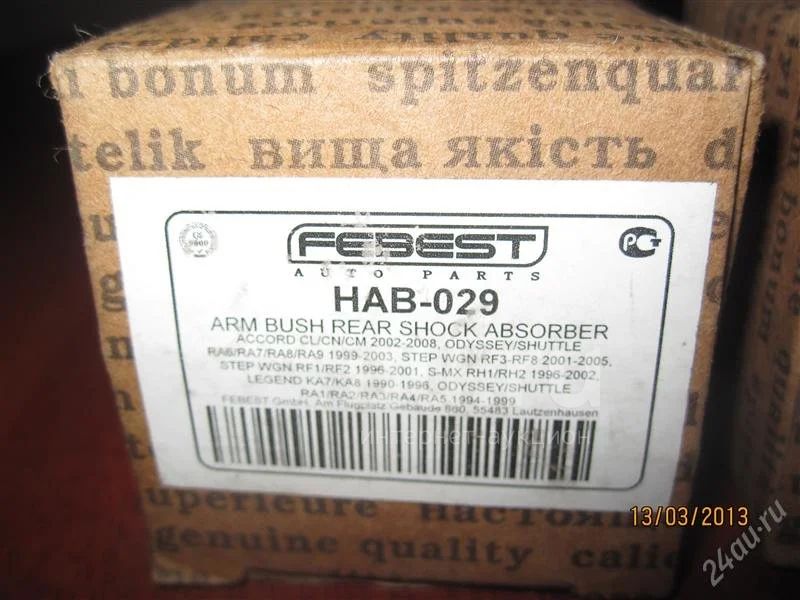 bonum spitzenqual
telik вища якість d
FEBEST
AUTO PARTS
HAB-029
ARM BUSH REAR SHOCK ABSORBER
ACCORD CL/CN/CM 2002-2008, ODYSSEY/SHUTTLE
RA6/RA7/RA8/RA9 1999-2003, STEP WGN RF3-RF8 2001-2005,
STEP WGN RF1/RF2 1996-2001, S-MX RH1/RH2 1996-2002,
LEGEND KA7/KA8 1990-1996, ODYSSEY/SHUTTLE
RA1/RA2/RA3/RA4/RA5 1994-1999
FEBEST GmbH, Am Flugplatz Gebäude 860, 55483 Lautzenhausen
интернет-аукцион
superieure настоящ
genuine quality calid
13/03/2013
24au.ru